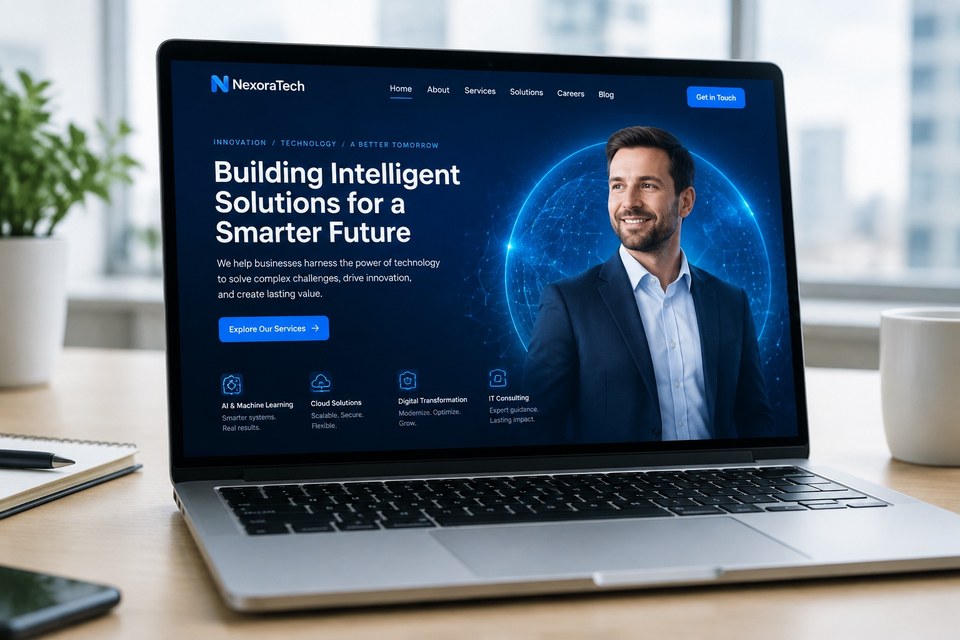 NexoraTech
Home About Services Solutions Careers Blog
Get in Touch
INNOVATION / TECHNOLOGY / A BETTER TOMORROW
Building Intelligent
Solutions for a
Smarter Future
We help businesses harness the power of technology
to solve complex challenges, drive innovation,
and create lasting value.
Explore Our Services →
AI & Machine Learning
Smarter systems.
Real results.
Cloud Solutions
Scalable. Secure.
Flexible.
Digital Transformation
Modernize. Optimize.
Grow.
IT Consulting
Expert guidance.
Lasting impact.